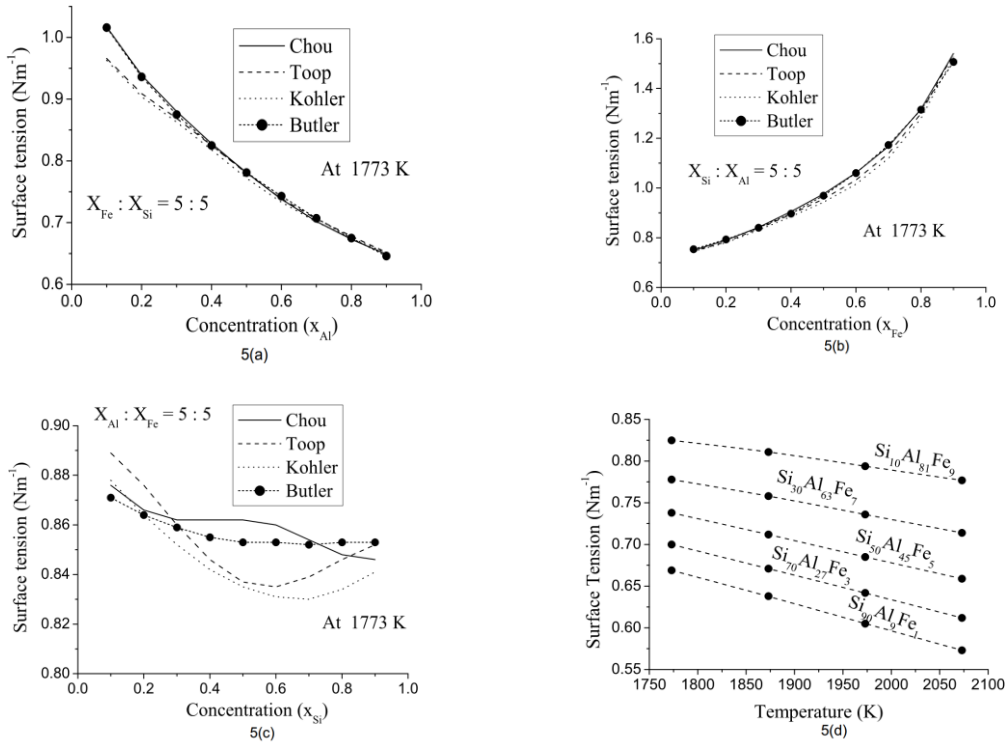 1.0
0.9
0.8
0.7
0.6
0.0 0.2 0.4 0.6 0.8 1.0
Surface tension (Nm⁻¹)
Chou
Toop
Kohler
Butler
At 1773 K
X_Fe : X_Si = 5 : 5
Concentration (x_Al)
5(a)
1.6
1.4
1.2
1.0
0.8
0.6
0.0 0.2 0.4 0.6 0.8 1.0
Surface tension (Nm⁻¹)
Chou
Toop
Kohler
Butler
X_Si : X_Al = 5 : 5
At 1773 K
Concentration (x_Fe)
5(b)
0.90
0.88
0.86
0.84
0.82
0.80
0.0 0.2 0.4 0.6 0.8 1.0
Surface tension (Nm⁻¹)
X_Al : X_Fe = 5 : 5
Chou
Toop
Kohler
Butler
At 1773 K
Concentration (x_Si)
5(c)
0.85
0.80
0.75
0.70
0.65
0.60
0.55
1750 1800 1850 1900 1950 2000 2050 2100
Surface Tension (Nm⁻¹)
Si₁₀Al₈₁Fe₉
Si₃₀Al₆₃Fe₇
Si₅₀Al₄₅Fe₅
Si₇₀Al₂₇Fe₃
Si₉₀Al₉Fe₁
Temperature (K)
5(d)